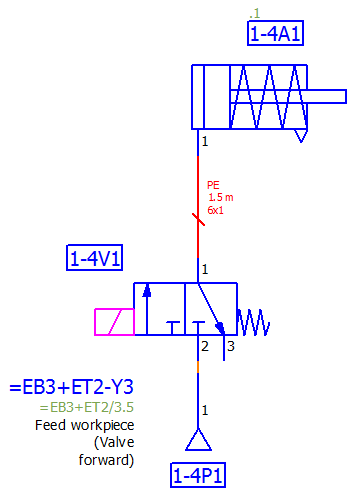 .1
1-4A1
1
PE
1.5 m
6x1
1-4V1
1
2
3
=EB3+ET2-Y3
=EB3+ET2/3.5
Feed workpiece
(Valve
forward)
1
1-4P1